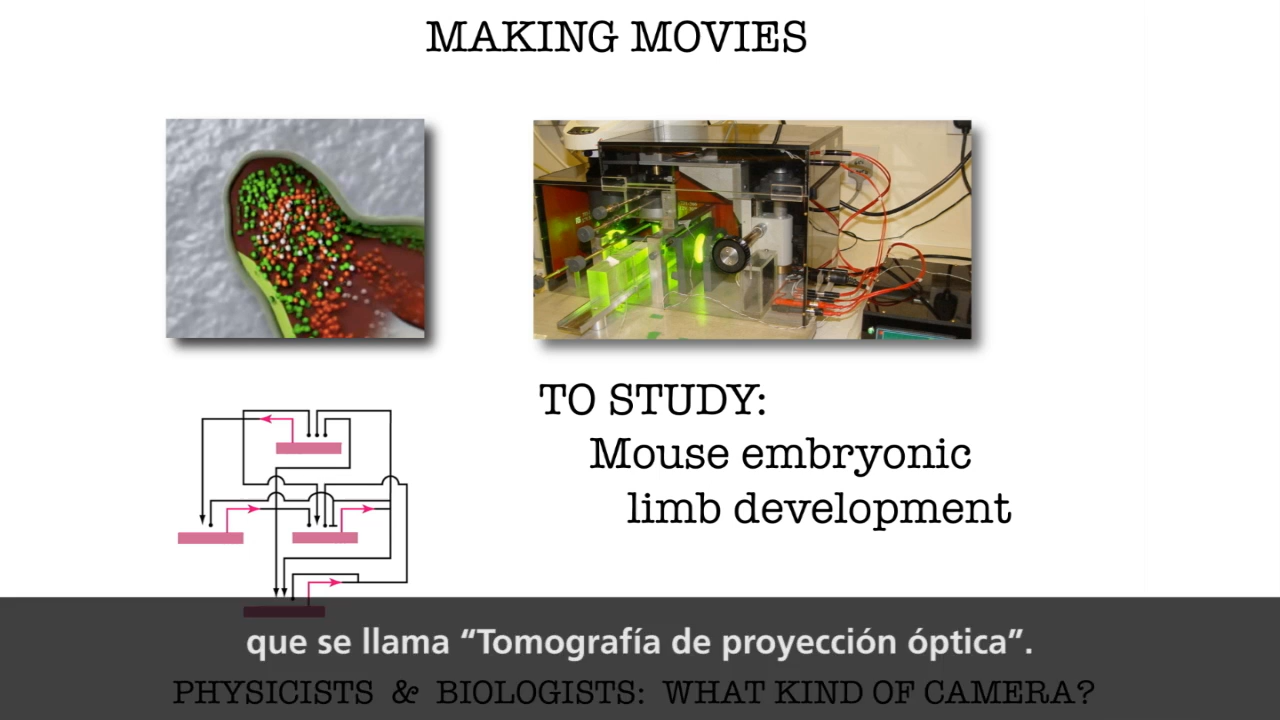 MAKING MOVIES
TO STUDY:
Mouse embryonic
limb development
que se llama “Tomografía de proyección óptica”.
PHYSICISTS & BIOLOGISTS: WHAT KIND OF CAMERA?